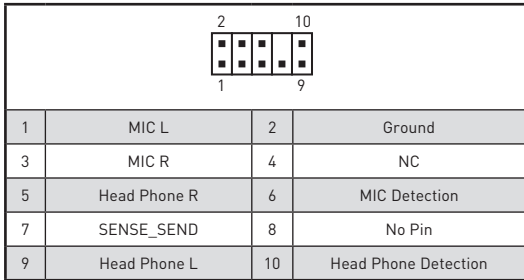 2 10
1 9
1 MIC L 2 Ground
3 MIC R 4 NC
5 Head Phone R 6 MIC Detection
7 SENSE_SEND 8 No Pin
9 Head Phone L 10 Head Phone Detection